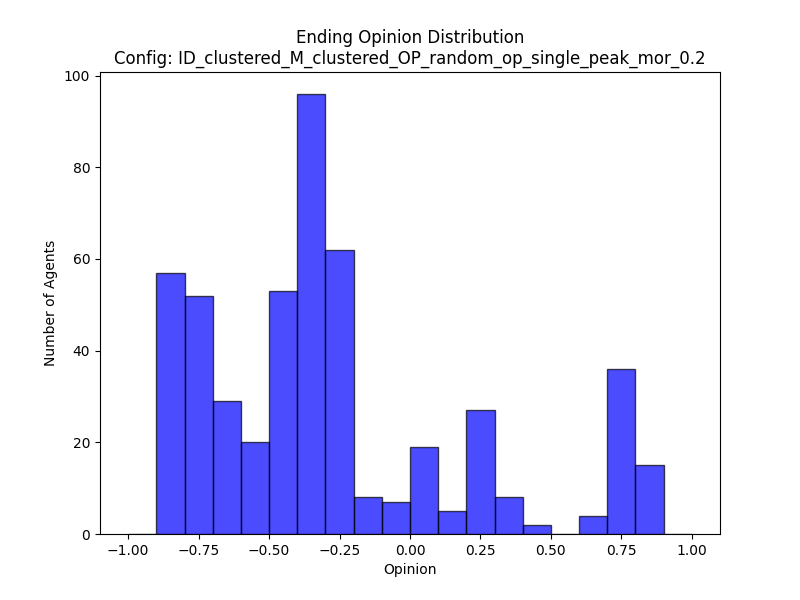 Ending Opinion Distribution
Config: ID_clustered_M_clustered_OP_random_op_single_peak_mor_0.2
100
80
60
40
20
0
Number of Agents
−1.00 −0.75 −0.50 −0.25 0.00 0.25 0.50 0.75 1.00
Opinion